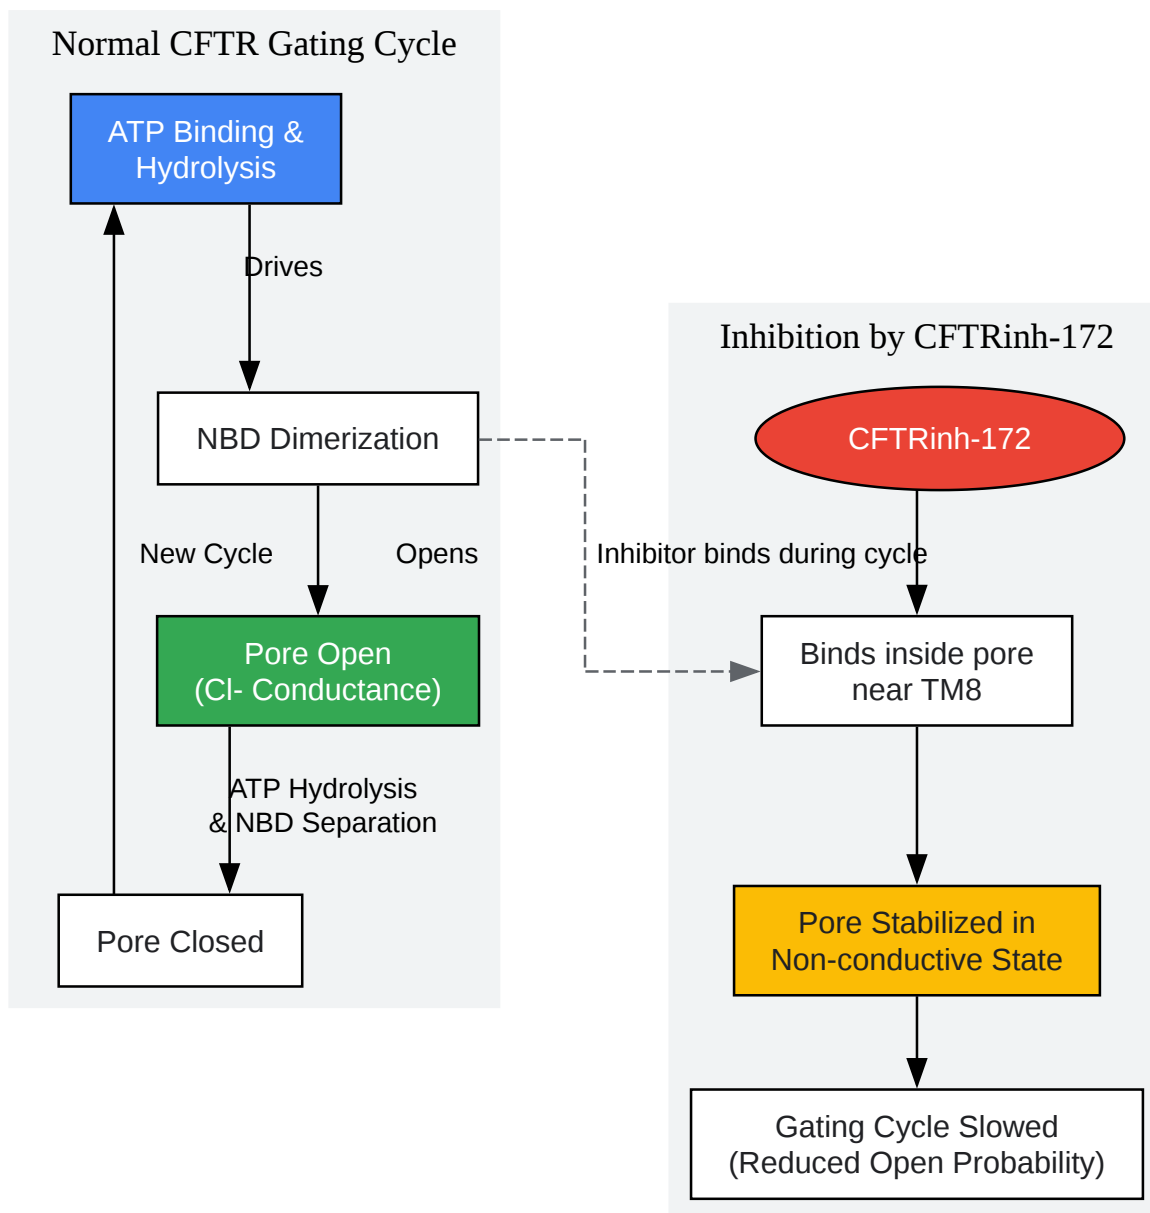 Normal CFTR Gating Cycle
ATP Binding &
Hydrolysis
Drives
NBD Dimerization
New Cycle
Opens
Pore Open
(Cl- Conductance)
ATP Hydrolysis
& NBD Separation
Pore Closed
Inhibition by CFTRinh-172
CFTRinh-172
Inhibitor binds during cycle
Binds inside pore
near TM8
Pore Stabilized in
Non-conductive State
Gating Cycle Slowed
(Reduced Open Probability)